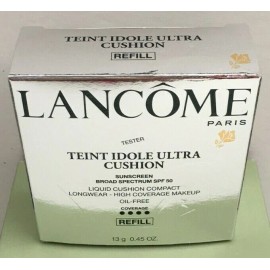 TEINT IDOLE ULTRA
CUSHION
REFILL
LANCÔME
PARIS
TESTER
TEINT IDOLE ULTRA
CUSHION
SUNSCREEN
BROAD SPECTRUM SPF 50
LIQUID CUSHION COMPACT
LONGWEAR - HIGH COVERAGE MAKEUP
OIL-FREE
COVERAGE
REFILL
13 g 0.45 OZ.